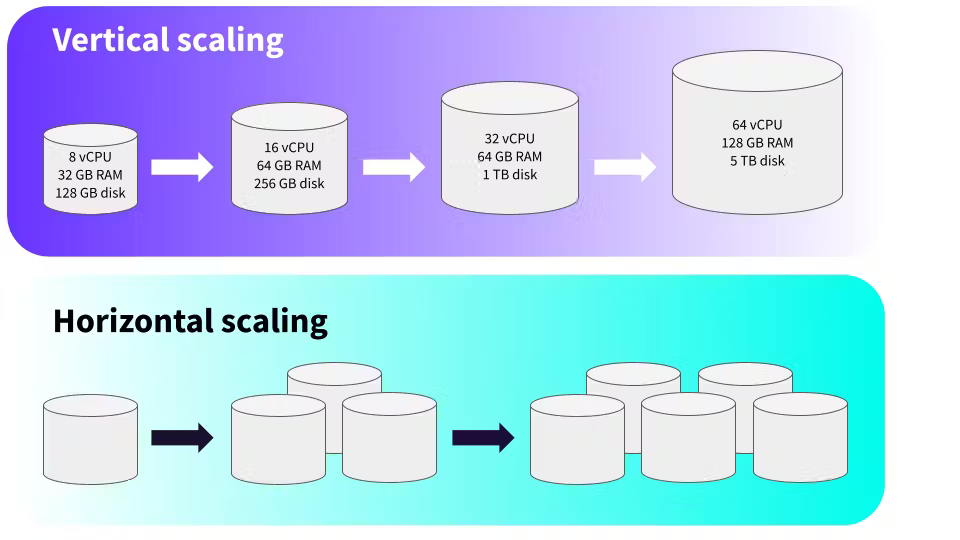 Vertical scaling
8 vCPU
32 GB RAM
128 GB disk
16 vCPU
64 GB RAM
256 GB disk
32 vCPU
64 GB RAM
1 TB disk
64 vCPU
128 GB RAM
5 TB disk
Horizontal scaling